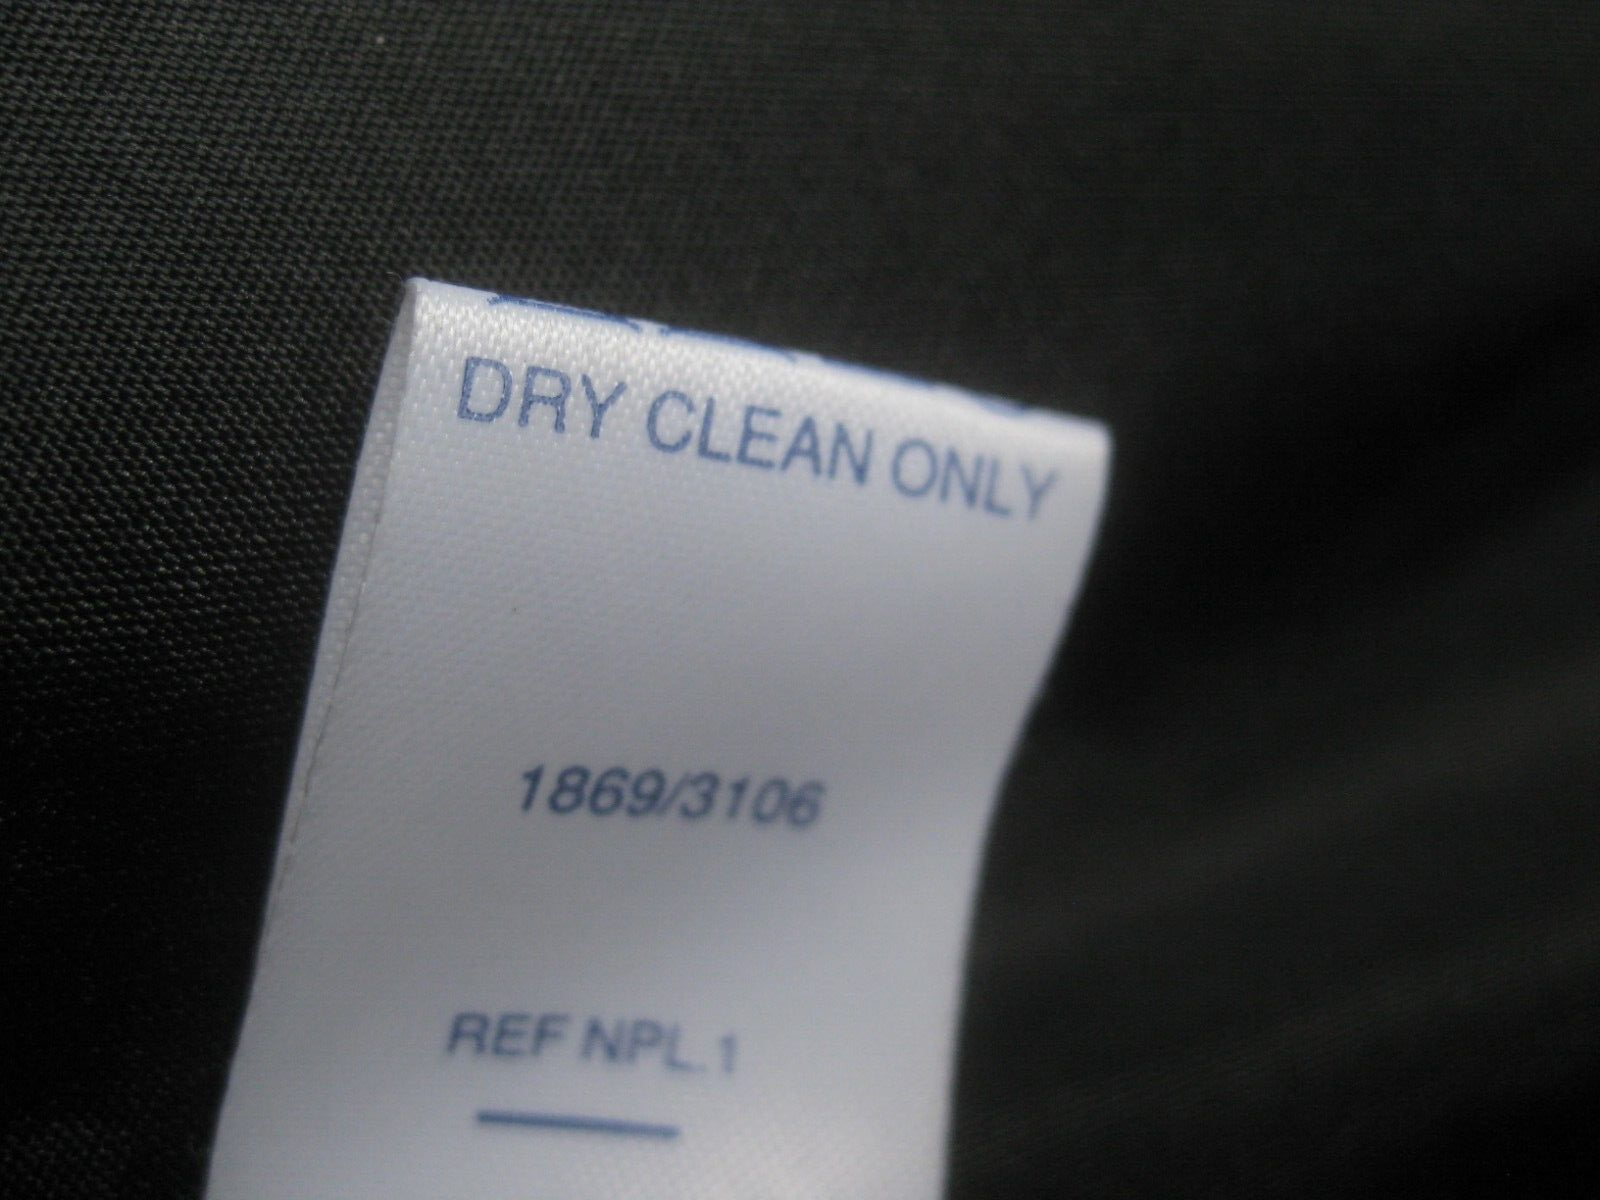 DRY CLEAN ONLY
1869/3106
REF NPL.1